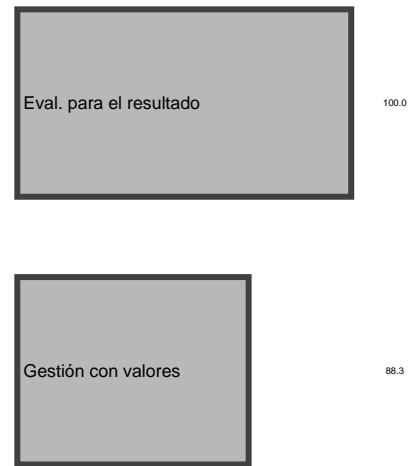 Eval. para el resultado
100.0
Gestión con valores
88.3